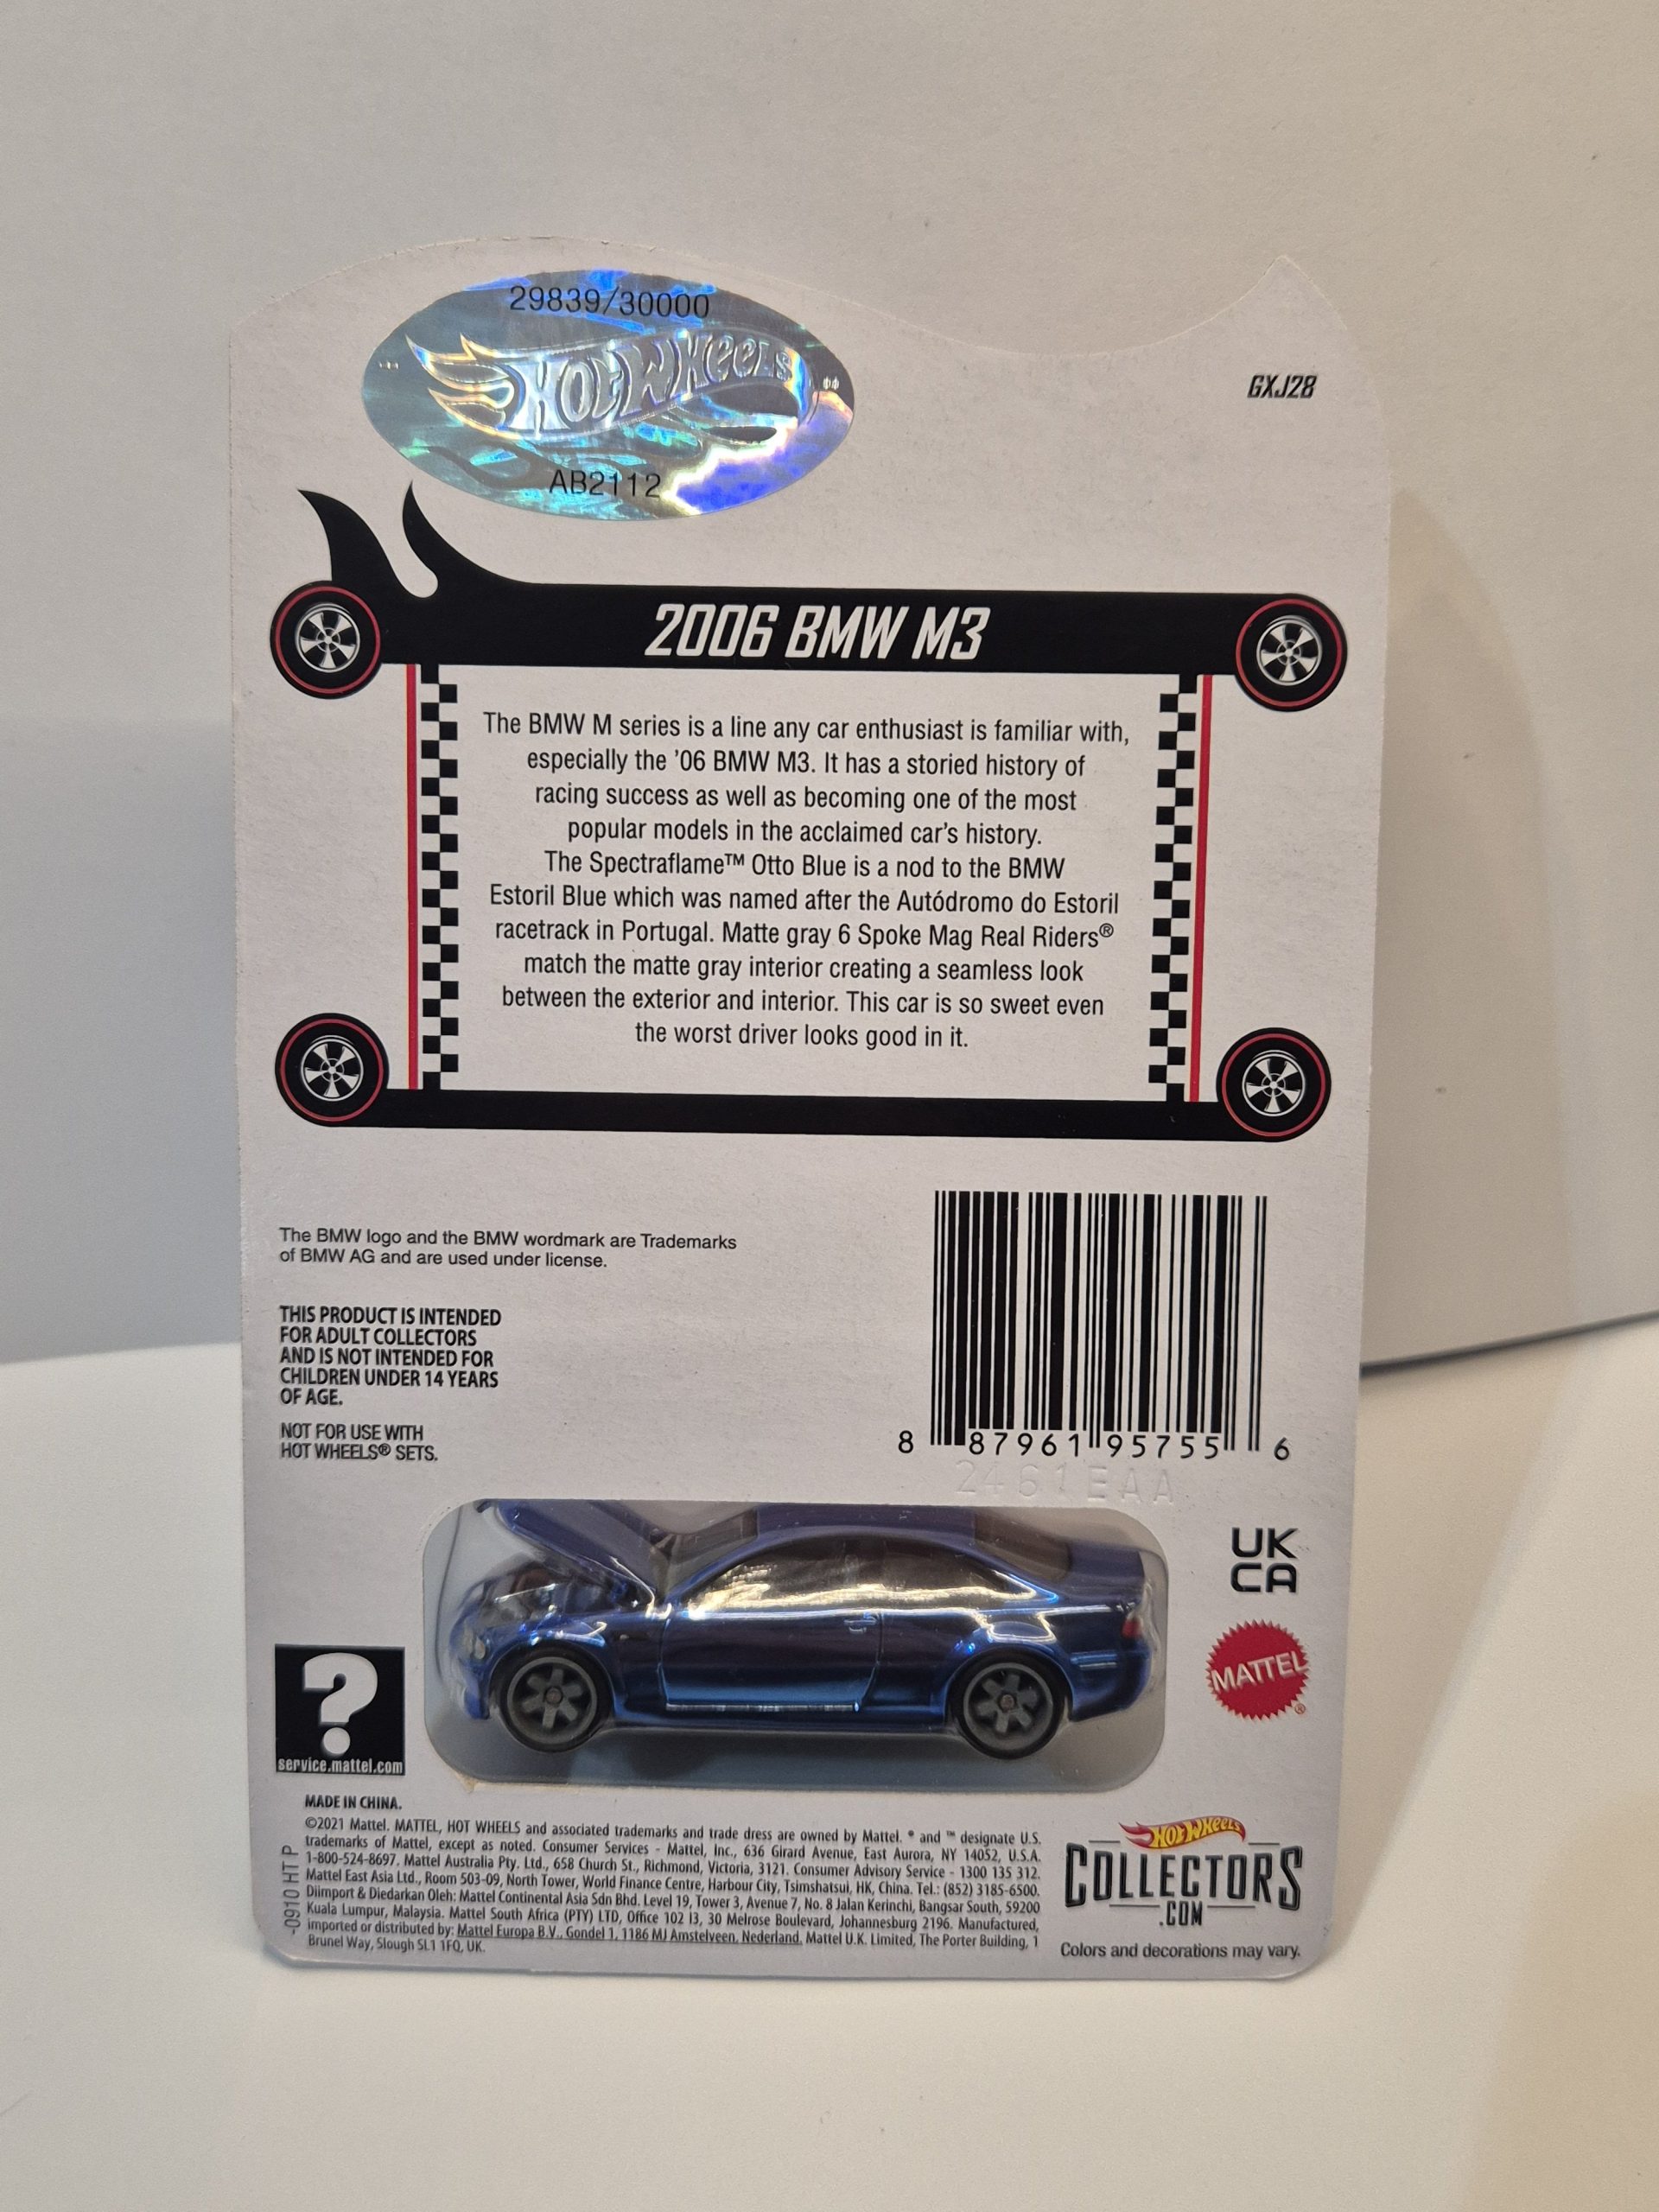 29839/30000
HOT WHEELS
AB2112
GXJ28
2006 BMW M3
The BMW M series is a line any car enthusiast is familiar with,
especially the '06 BMW M3. It has a storied history of
racing success as well as becoming one of the most
popular models in the acclaimed car's history.
The Spectraflame™ Otto Blue is a nod to the BMW
Estoril Blue which was named after the Autódromo do Estoril
racetrack in Portugal. Matte gray 6 Spoke Mag Real Riders®
match the matte gray interior creating a seamless look
between the exterior and interior. This car is so sweet even
the worst driver looks good in it.
The BMW logo and the BMW wordmark are Trademarks
of BMW AG and are used under license.
THIS PRODUCT IS INTENDED
FOR ADULT COLLECTORS
AND IS NOT INTENDED FOR
CHILDREN UNDER 14 YEARS
OF AGE.
NOT FOR USE WITH
HOT WHEELS® SETS.
8 87961 95755 6
2461EAA
UK
CA
MATTEL®
?
service.mattel.com
MADE IN CHINA.
©2021 Mattel. MATTEL, HOT WHEELS and associated trademarks and trade dress are owned by Mattel. ® and ™ designate U.S.
trademarks of Mattel, except as noted. Consumer Services - Mattel, Inc., 636 Girard Avenue, East Aurora, NY 14052, U.S.A.
1-800-524-8697. Mattel Australia Pty. Ltd., 658 Church St., Richmond, Victoria, 3121. Consumer Advisory Service - 1300 135 312.
Mattel East Asia Ltd., Room 503-09, North Tower, World Finance Centre, Harbour City, Tsimshatsui, HK, China. Tel.: (852) 3185-6500.
Diimport & Diedarkan Oleh: Mattel Continental Asia Sdn Bhd. Level 19, Tower 3, Avenue 7, No. 8 Jalan Kerinchi, Bangsar South, 59200
Kuala Lumpur, Malaysia. Mattel South Africa (PTY) LTD, Office 102 I3, 30 Melrose Boulevard, Johannesburg 2196. Manufactured,
imported or distributed by: Mattel Europa B.V., Gondel 1, 1186 MJ Amstelveen, Nederland. Mattel U.K. Limited, The Porter Building, 1
Brunel Way, Slough SL1 1FQ, UK.
-0910 HT P
HOT WHEELS
COLLECTORS
.COM
Colors and decorations may vary.